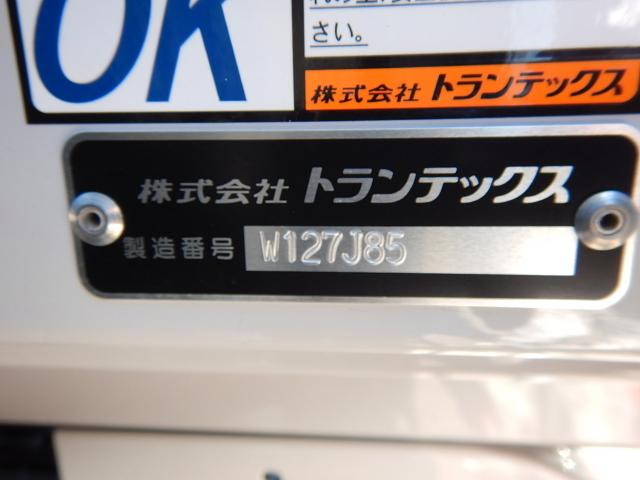 OK
さい。
株式会社 トランテックス
株式会社 トランテックス
製造番号 W127J85